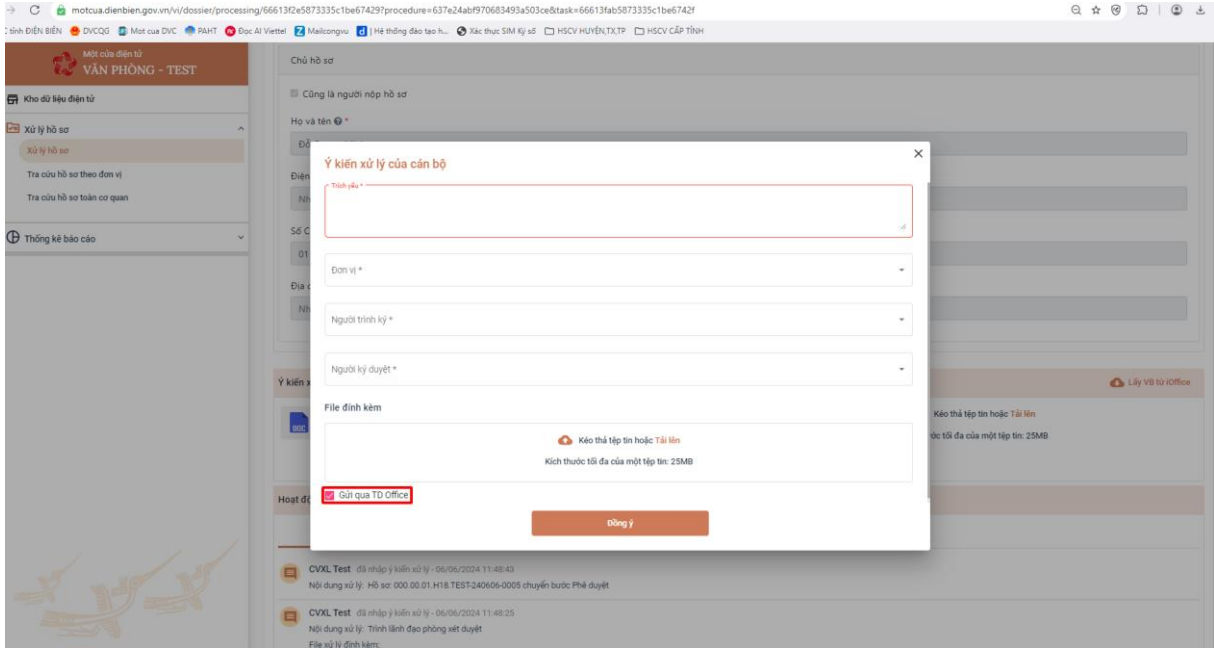 motcua.dienbien.gov.vn/vi/dossier/processing/66613f2e5873335c1be67429?procedure=637e24abf970683493a503ce&task=66613fab5873335c1be6742f
tỉnh ĐIỆN BIÊN DVCQG Mot cua DVC PAHT Đọc AI Viettel Mailcongvu | Hệ thống đào tạo h... Xác thực SIM Ký số HSCV HUYỆN,TX,TP HSCV CẤP TỈNH
Một cửa điện tử
VĂN PHÒNG - TEST
Kho dữ liệu điện tử
Xử lý hồ sơ
Xử lý hồ sơ
Tra cứu hồ sơ theo đơn vị
Tra cứu hồ sơ toàn cơ quan
Thống kê báo cáo
Chủ hồ sơ
Cũng là người nộp hồ sơ
Họ và tên *
Điện
Số C
01
Địa c
Ý kiến xử lý của cán bộ
Trích yếu *
Đơn vị *
Người trình ký *
Người ký duyệt *
File đính kèm
Kéo thả tệp tin hoặc Tải lên
Kích thước tối đa của một tệp tin: 25MB
Gửi qua TD Office
Đồng ý
Ý kiến x
Lấy VB từ iOffice
DOC
Kéo thả tệp tin hoặc Tải lên
ớc tối đa của một tệp tin: 25MB
Hoạt độ
CVXL Test đã nhập ý kiến xử lý - 06/06/2024 11:48:43
Nội dung xử lý: Hồ sơ: 000.00.01.H18.TEST-240606-0005 chuyển bước Phê duyệt
CVXL Test đã nhập ý kiến xử lý - 06/06/2024 11:48:25
Nội dung xử lý: Trình lãnh đạo phòng xét duyệt
File xử lý đính kèm: